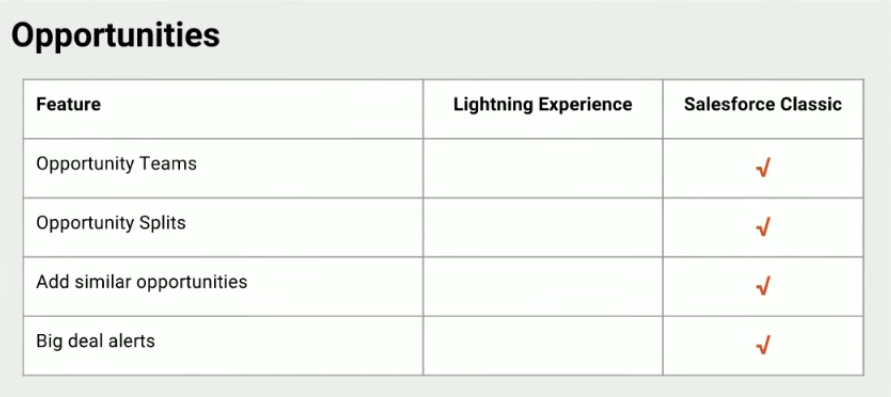 Opportunities
Feature Lightning Experience Salesforce Classic
Opportunity Teams √
Opportunity Splits √
Add similar opportunities √
Big deal alerts √